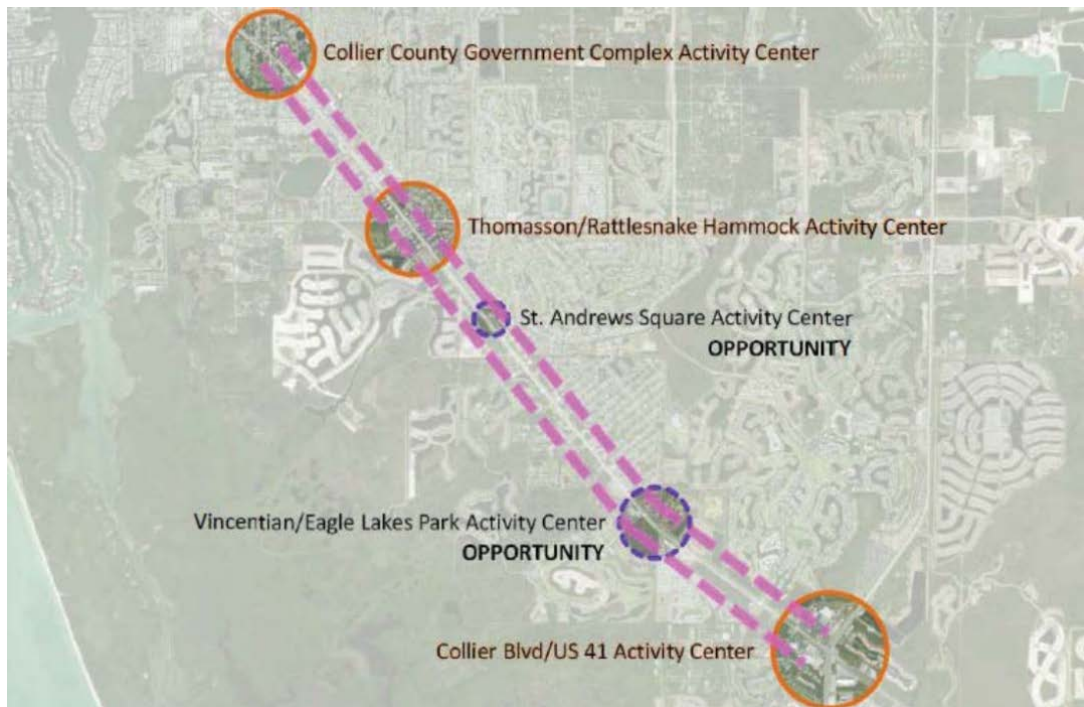 Collier County Government Complex Activity Center
Thomasson/Rattlesnake Hammock Activity Center
St. Andrews Square Activity Center
OPPORTUNITY
Vincentian/Eagle Lakes Park Activity Center
OPPORTUNITY
Collier Blvd/US 41 Activity Center